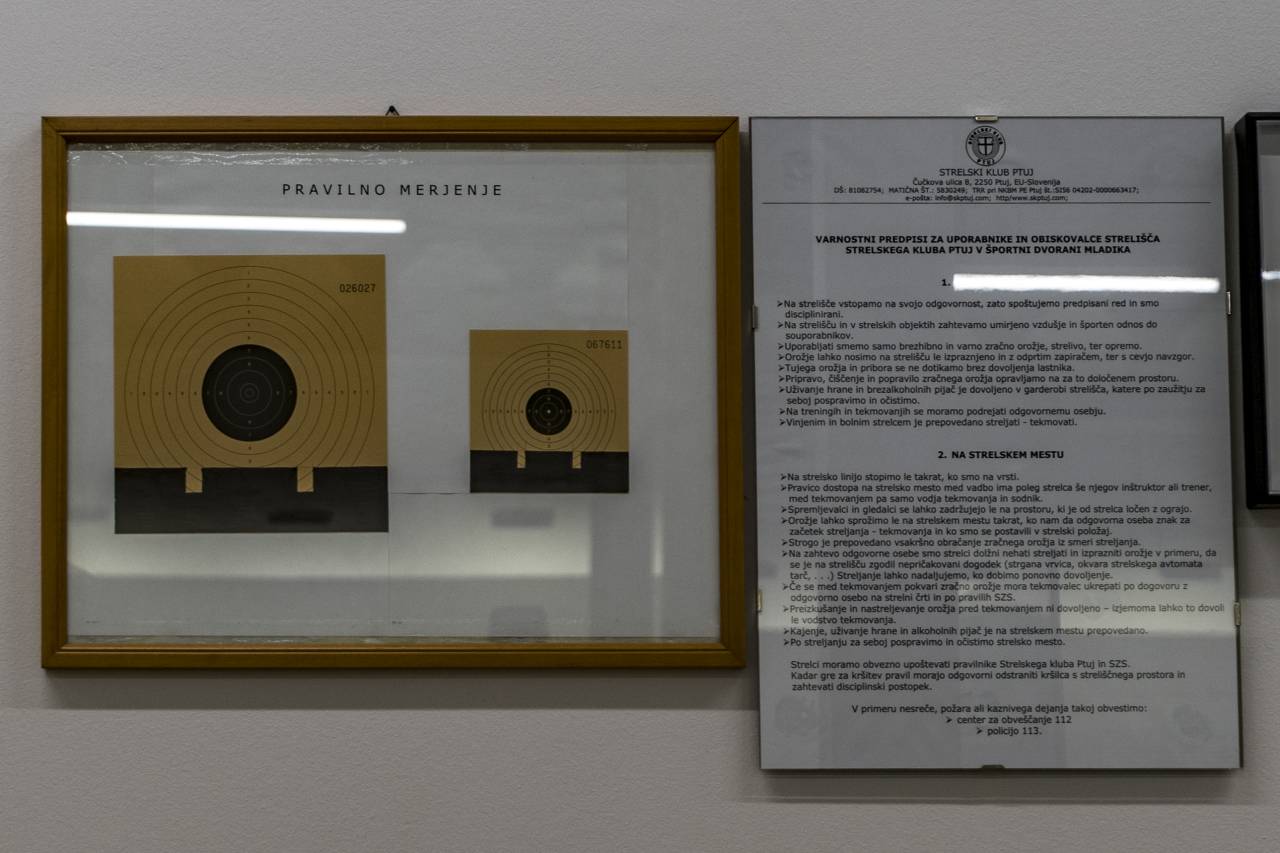 PRAVILNO MERJENJE
026027
067611
STRELSKI KLUB
PTUJ
STRELSKI KLUB PTUJ
Čučkova ulica 8, 2250 Ptuj, EU-Slovenija
DŠ: 81082754; MATIČNA ŠT.: 5830249; TRR pri NKBM PE Ptuj št.:SI56 04202-0000663417;
e-pošta: info@skptuj.com; http/www.skptuj.com;
VARNOSTNI PREDPISI ZA UPORABNIKE IN OBISKOVALCE STRELIŠČA
STRELSKEGA KLUBA PTUJ V ŠPORTNI DVORANI MLADIKA
1.
➢Na strelišče vstopamo na svojo odgovornost, zato spoštujemo predpisani red in smo
disciplinirani.
➢Na strelišču in v strelskih objektih zahtevamo umirjeno vzdušje in športen odnos do
souporabnikov.
➢Uporabljati smemo samo brezhibno in varno zračno orožje, strelivo, ter opremo.
➢Orožje lahko nosimo na strelišču le izpraznjeno in z odprtim zapiračem, ter s cevjo navzgor.
➢Tujega orožja in pribora se ne dotikamo brez dovoljenja lastnika.
➢Pripravo, čiščenje in popravilo zračnega orožja opravljamo na za to določenem prostoru.
➢Uživanje hrane in brezalkoholnih pijač je dovoljeno v garderobi strelišča, katere po zaužitju za
seboj pospravimo in očistimo.
➢Na treningih in tekmovanjih se moramo podrejati odgovornemu osebju.
➢Vinjenim in bolnim strelcem je prepovedano streljati - tekmovati.
2. NA STRELSKEM MESTU
➢Na strelsko linijo stopimo le takrat, ko smo na vrsti.
➢Pravico dostopa na strelsko mesto med vadbo ima poleg strelca še njegov inštruktor ali trener,
med tekmovanjem pa samo vodja tekmovanja in sodnik.
➢Spremljevalci in gledalci se lahko zadržujejo le na prostoru, ki je od strelca ločen z ograjo.
➢Orožje lahko sprožimo le na strelskem mestu takrat, ko nam da odgovorna oseba znak za
začetek streljanja - tekmovanja in ko smo se postavili v strelski položaj.
➢Strogo je prepovedano vsakršno obračanje zračnega orožja iz smeri streljanja.
➢Na zahtevo odgovorne osebe smo strelci dolžni nehati streljati in izprazniti orožje v primeru, da
se je na strelišču zgodil nepričakovani dogodek (strgana vrvica, okvara strelskega avtomata
tarč, . . .) Streljanje lahko nadaljujemo, ko dobimo ponovno dovoljenje.
➢Če se med tekmovanjem pokvari zračno orožje mora tekmovalec ukrepati po dogovoru z
odgovorno osebo na strelni črti in po pravilih SZS.
➢Preizkušanje in nastreljevanje orožja pred tekmovanjem ni dovoljeno – izjemoma lahko to dovoli
le vodstvo tekmovanja.
➢Kajenje, uživanje hrane in alkoholnih pijač je na strelskem mestu prepovedano.
➢Po streljanju za seboj pospravimo in očistimo strelsko mesto.
Strelci moramo obvezno upoštevati pravilnike Strelskega kluba Ptuj in SZS.
Kadar gre za kršitev pravil morajo odgovorni odstraniti kršilca s streliščnega prostora in
zahtevati disciplinski postopek.
V primeru nesreče, požara ali kaznivega dejanja takoj obvestimo:
➢ center za obveščanje 112
➢ policijo 113.